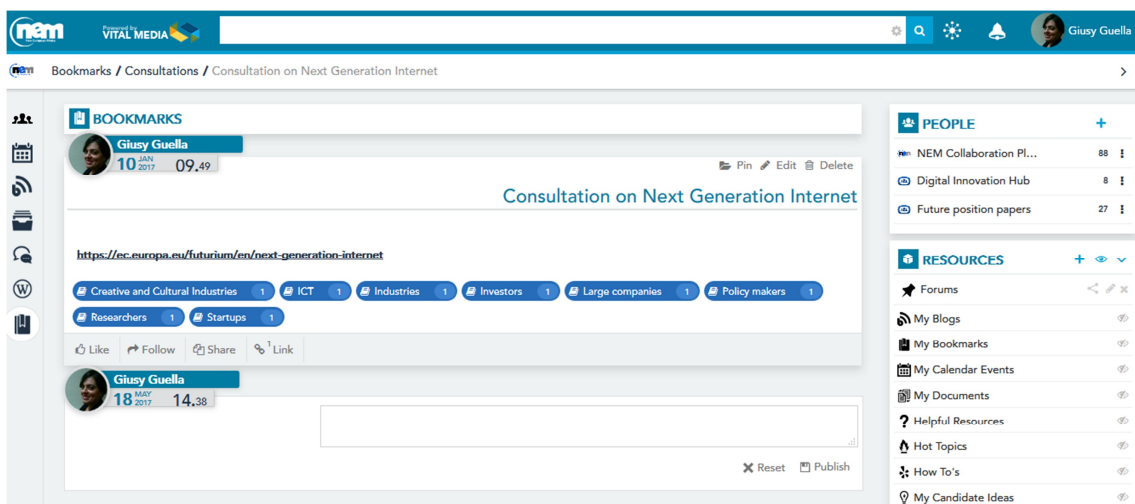 nem
Powered by
VITAL MEDIA
Giusy Guella
nem
Bookmarks / Consultations / Consultation on Next Generation Internet
BOOKMARKS
Giusy Guella
10 JAN 2017 09.49
Pin Edit Delete
Consultation on Next Generation Internet
https://ec.europa.eu/futurium/en/next-generation-internet
Creative and Cultural Industries 1 ICT 1 Industries 1 Investors 1 Large companies 1 Policy makers 1
Researchers 1 Startups 1
Like Follow Share 1 Link
Giusy Guella
18 MAY 2017 14.38
Reset Publish
PEOPLE +
nem NEM Collaboration Pl... 88
Digital Innovation Hub 8
Future position papers 27
RESOURCES +
Forums
My Blogs
My Bookmarks
My Calendar Events
My Documents
Helpful Resources
Hot Topics
How To's
My Candidate Ideas